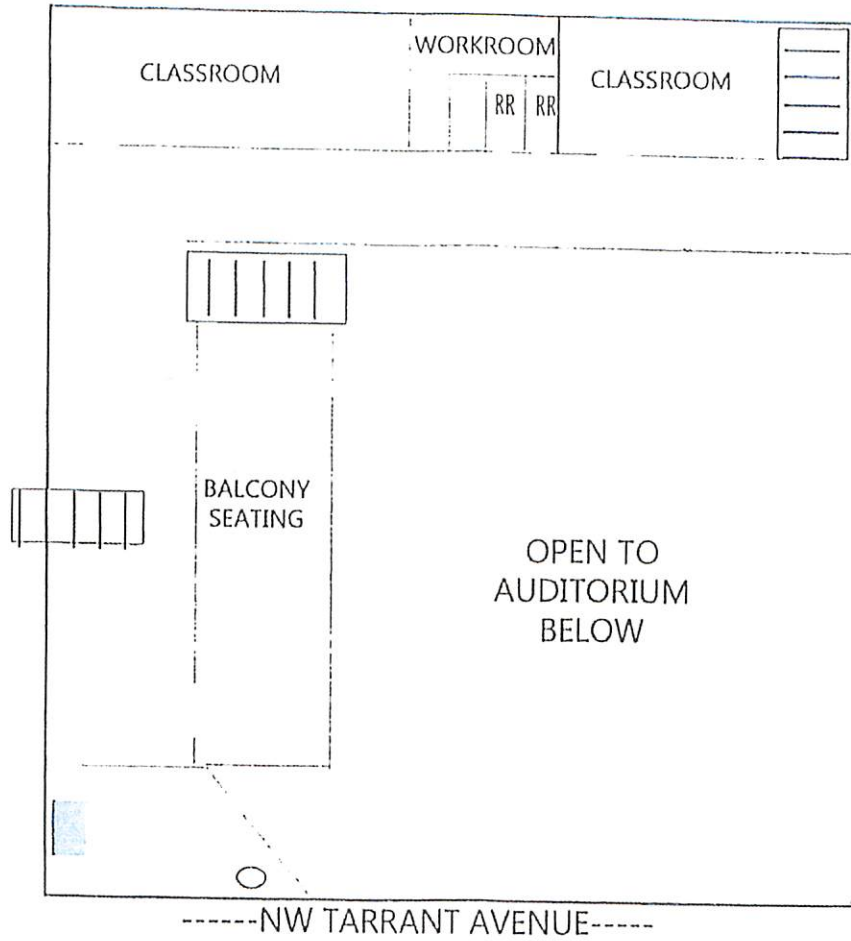 CLASSROOM
WORKROOM
CLASSROOM
RR
RR
BALCONY
SEATING
OPEN TO
AUDITORIUM
BELOW
------NW TARRANT AVENUE-----